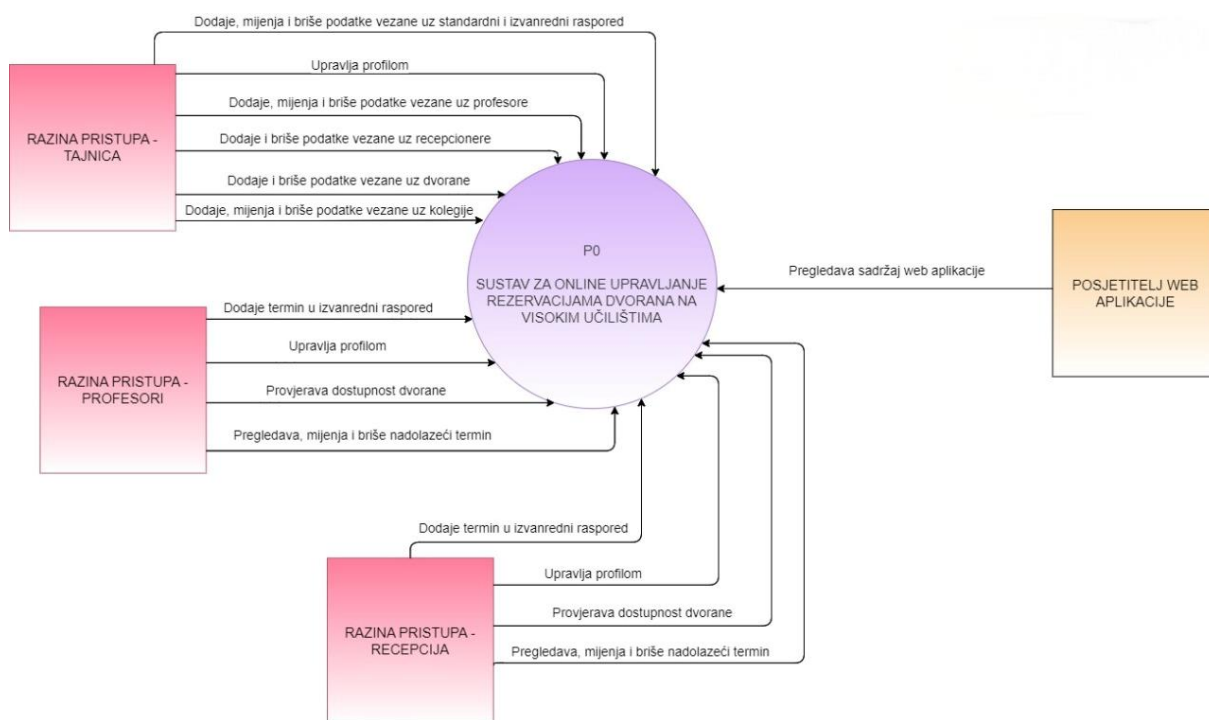 Dodaje, mijenja i briše podatke vezane uz standardni i izvanredni raspored
Upravlja profilom
Dodaje, mijenja i briše podatke vezane uz profesore
RAZINA PRISTUPA -
TAJNICA
Dodaje i briše podatke vezane uz recepcionere
Dodaje i briše podatke vezane uz dvorane
Dodaje, mijenja i briše podatke vezane uz kolegije
P0
SUSTAV ZA ONLINE UPRAVLJANJE
REZERVACIJAMA DVORANA NA
VISOKIM UČILIŠTIMA
Pregledava sadržaj web aplikacije
POSJETITELJ WEB
APLIKACIJE
Dodaje termin u izvanredni raspored
Upravlja profilom
RAZINA PRISTUPA -
PROFESORI
Provjerava dostupnost dvorane
Pregledava, mijenja i briše nadolazeći termin
Dodaje termin u izvanredni raspored
Upravlja profilom
Provjerava dostupnost dvorane
RAZINA PRISTUPA -
RECEPCIJA
Pregledava, mijenja i briše nadolazeći termin